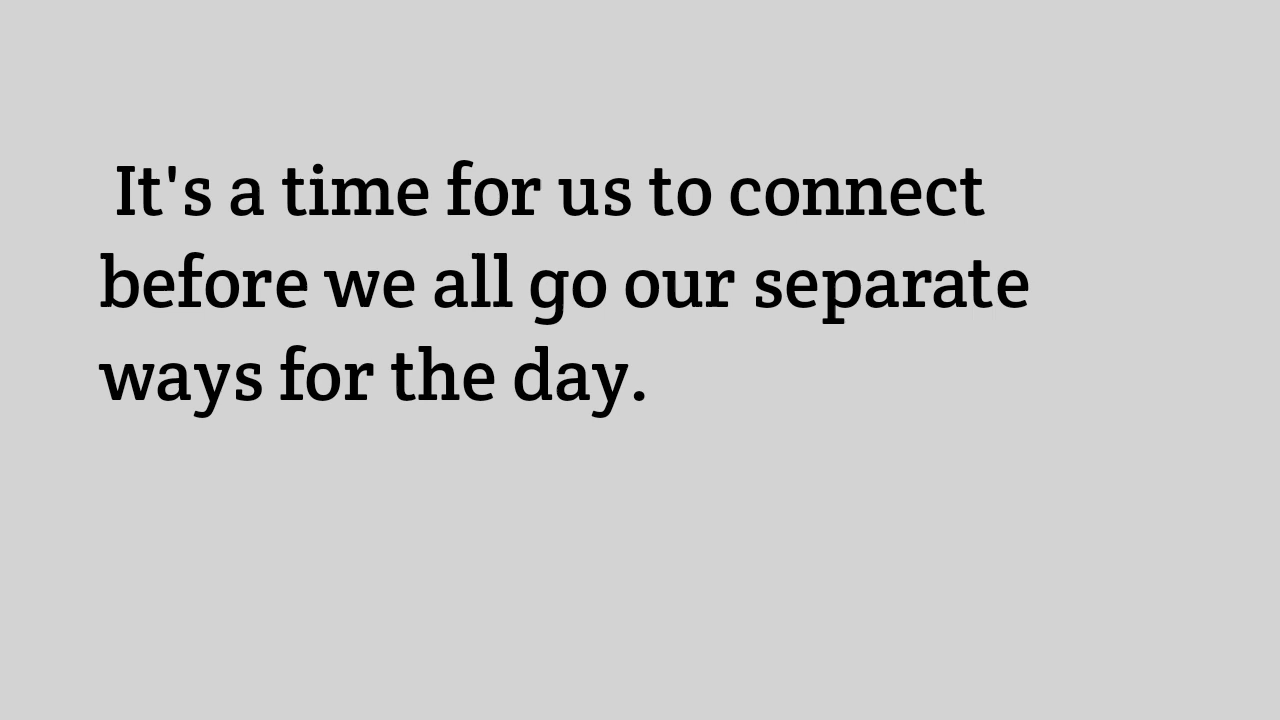 It's a time for us to connect
before we all go our separate
ways for the day.